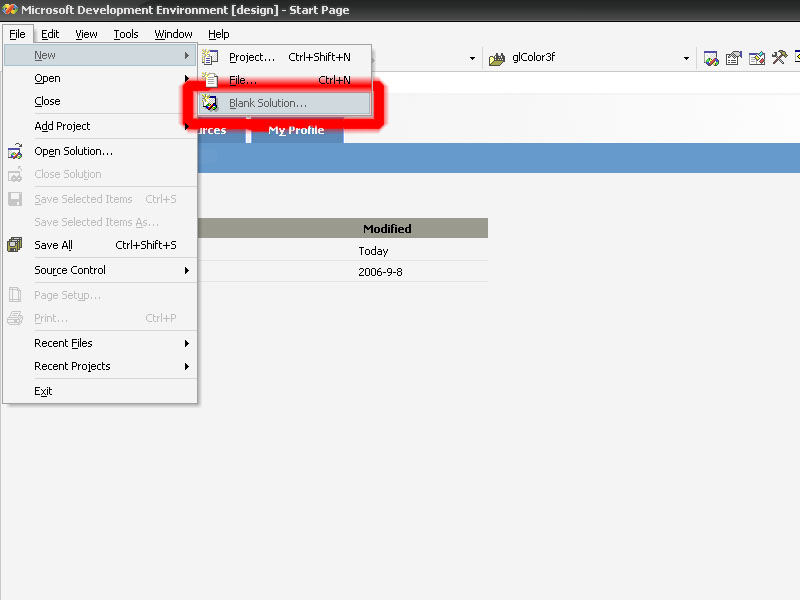 Microsoft Development Environment [design] - Start Page
File Edit View Tools Window Help
New
Project... Ctrl+Shift+N
glColor3f
Open
File... Ctrl+N
Close
Blank Solution...
Add Project
My Profile
Open Solution...
Close Solution
Save Selected Items Ctrl+S
Save Selected Items As...
Modified
Save All Ctrl+Shift+S
Today
Source Control
2006-9-8
Page Setup...
Print... Ctrl+P
Recent Files
Recent Projects
Exit